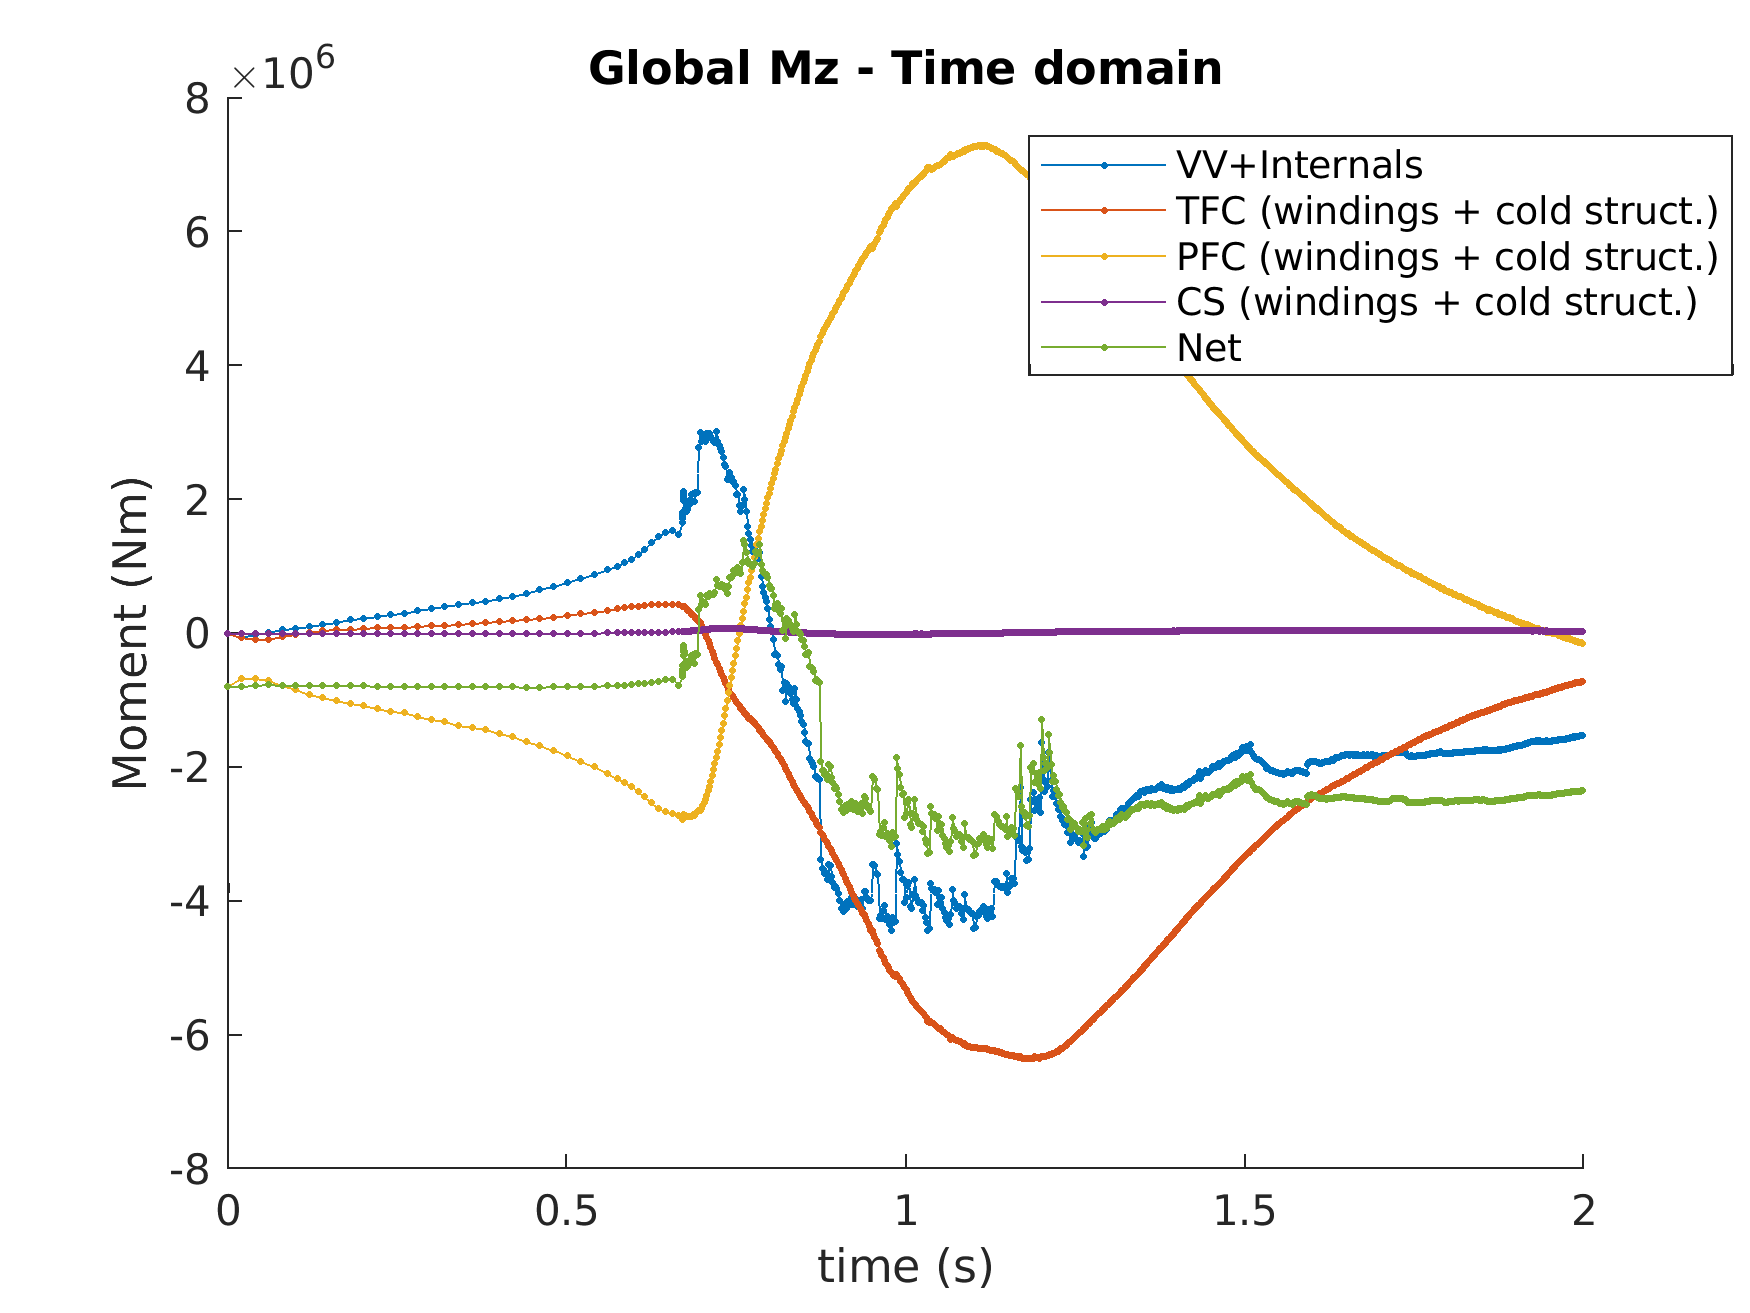 Global Mz - Time domain
×10^6
8
6
4
2
0
-2
-4
-6
-8
Moment (Nm)
0
0.5
1
1.5
2
time (s)
VV+Internals
TFC (windings + cold struct.)
PFC (windings + cold struct.)
CS (windings + cold struct.)
Net